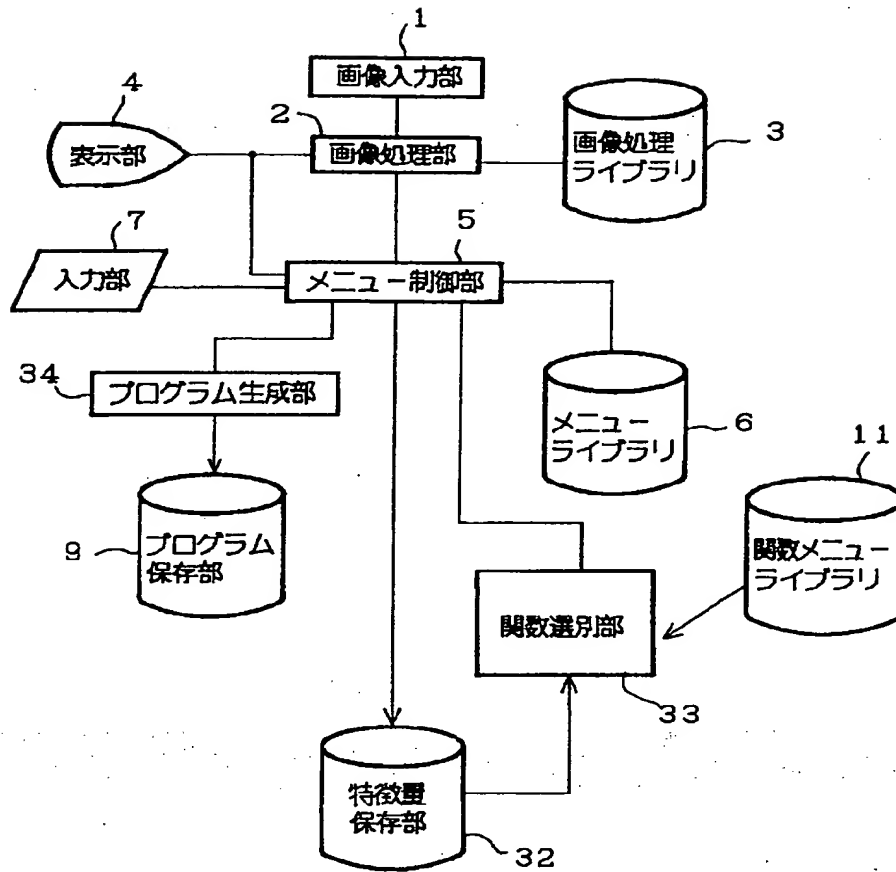 1
画像入力部
4
表示部
2
画像処理部
画像処理
ライブラリ
3
7
入力部
5
メニュー制御部
34
プログラム生成部
メニュー
ライブラリ
6
11
関数メニュー
ライブラリ
9
プログラム
保存部
関数選別部
33
特徴量
保存部
32